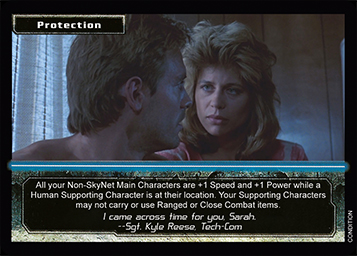 Protection
All your Non-SkyNet Main Characters are +1 Speed and +1 Power while a
Human Supporting Character is at their location. Your Supporting Characters
may not carry or use Ranged or Close Combat items.
I came across time for you, Sarah.
--Sgt. Kyle Reese, Tech-Com
CONDITION